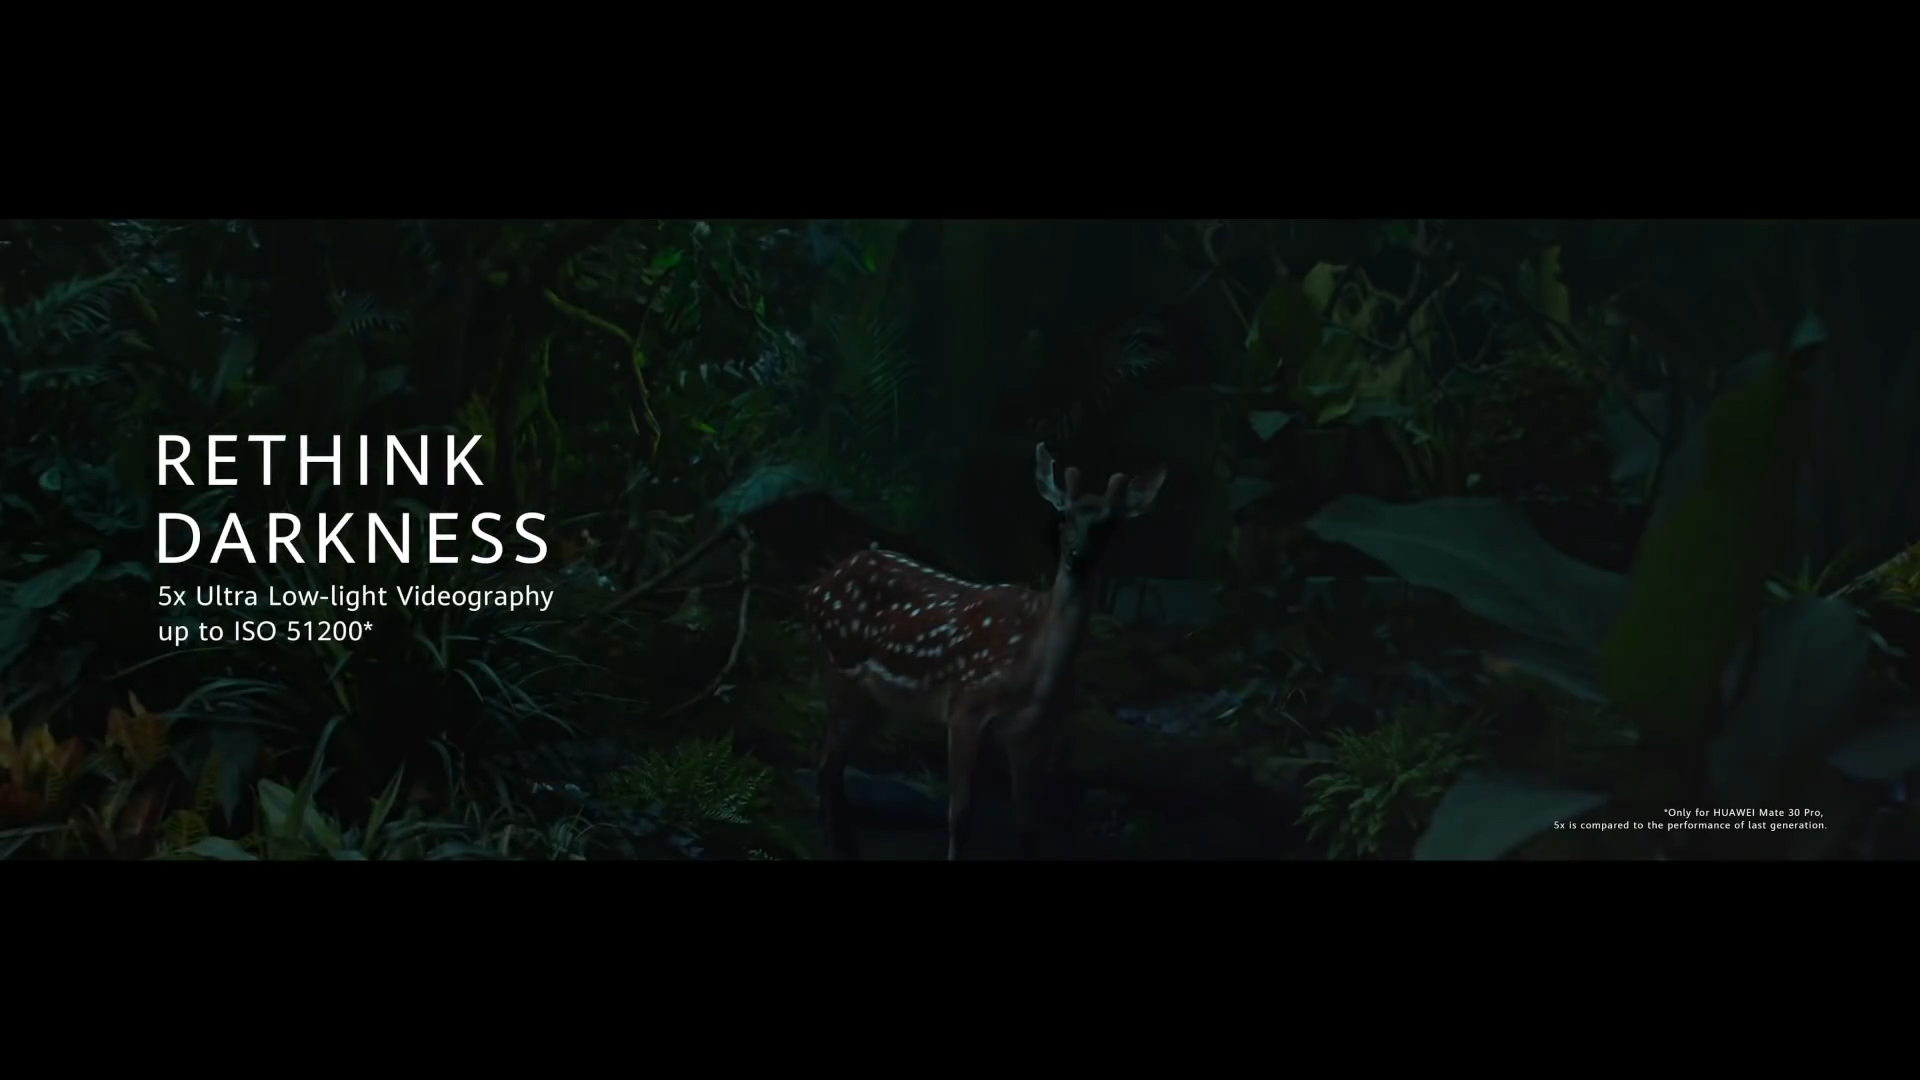 RETHINK
DARKNESS
5x Ultra Low-light Videography
up to ISO 51200*
*Only for HUAWEI Mate 30 Pro,
5x is compared to the performance of last generation.